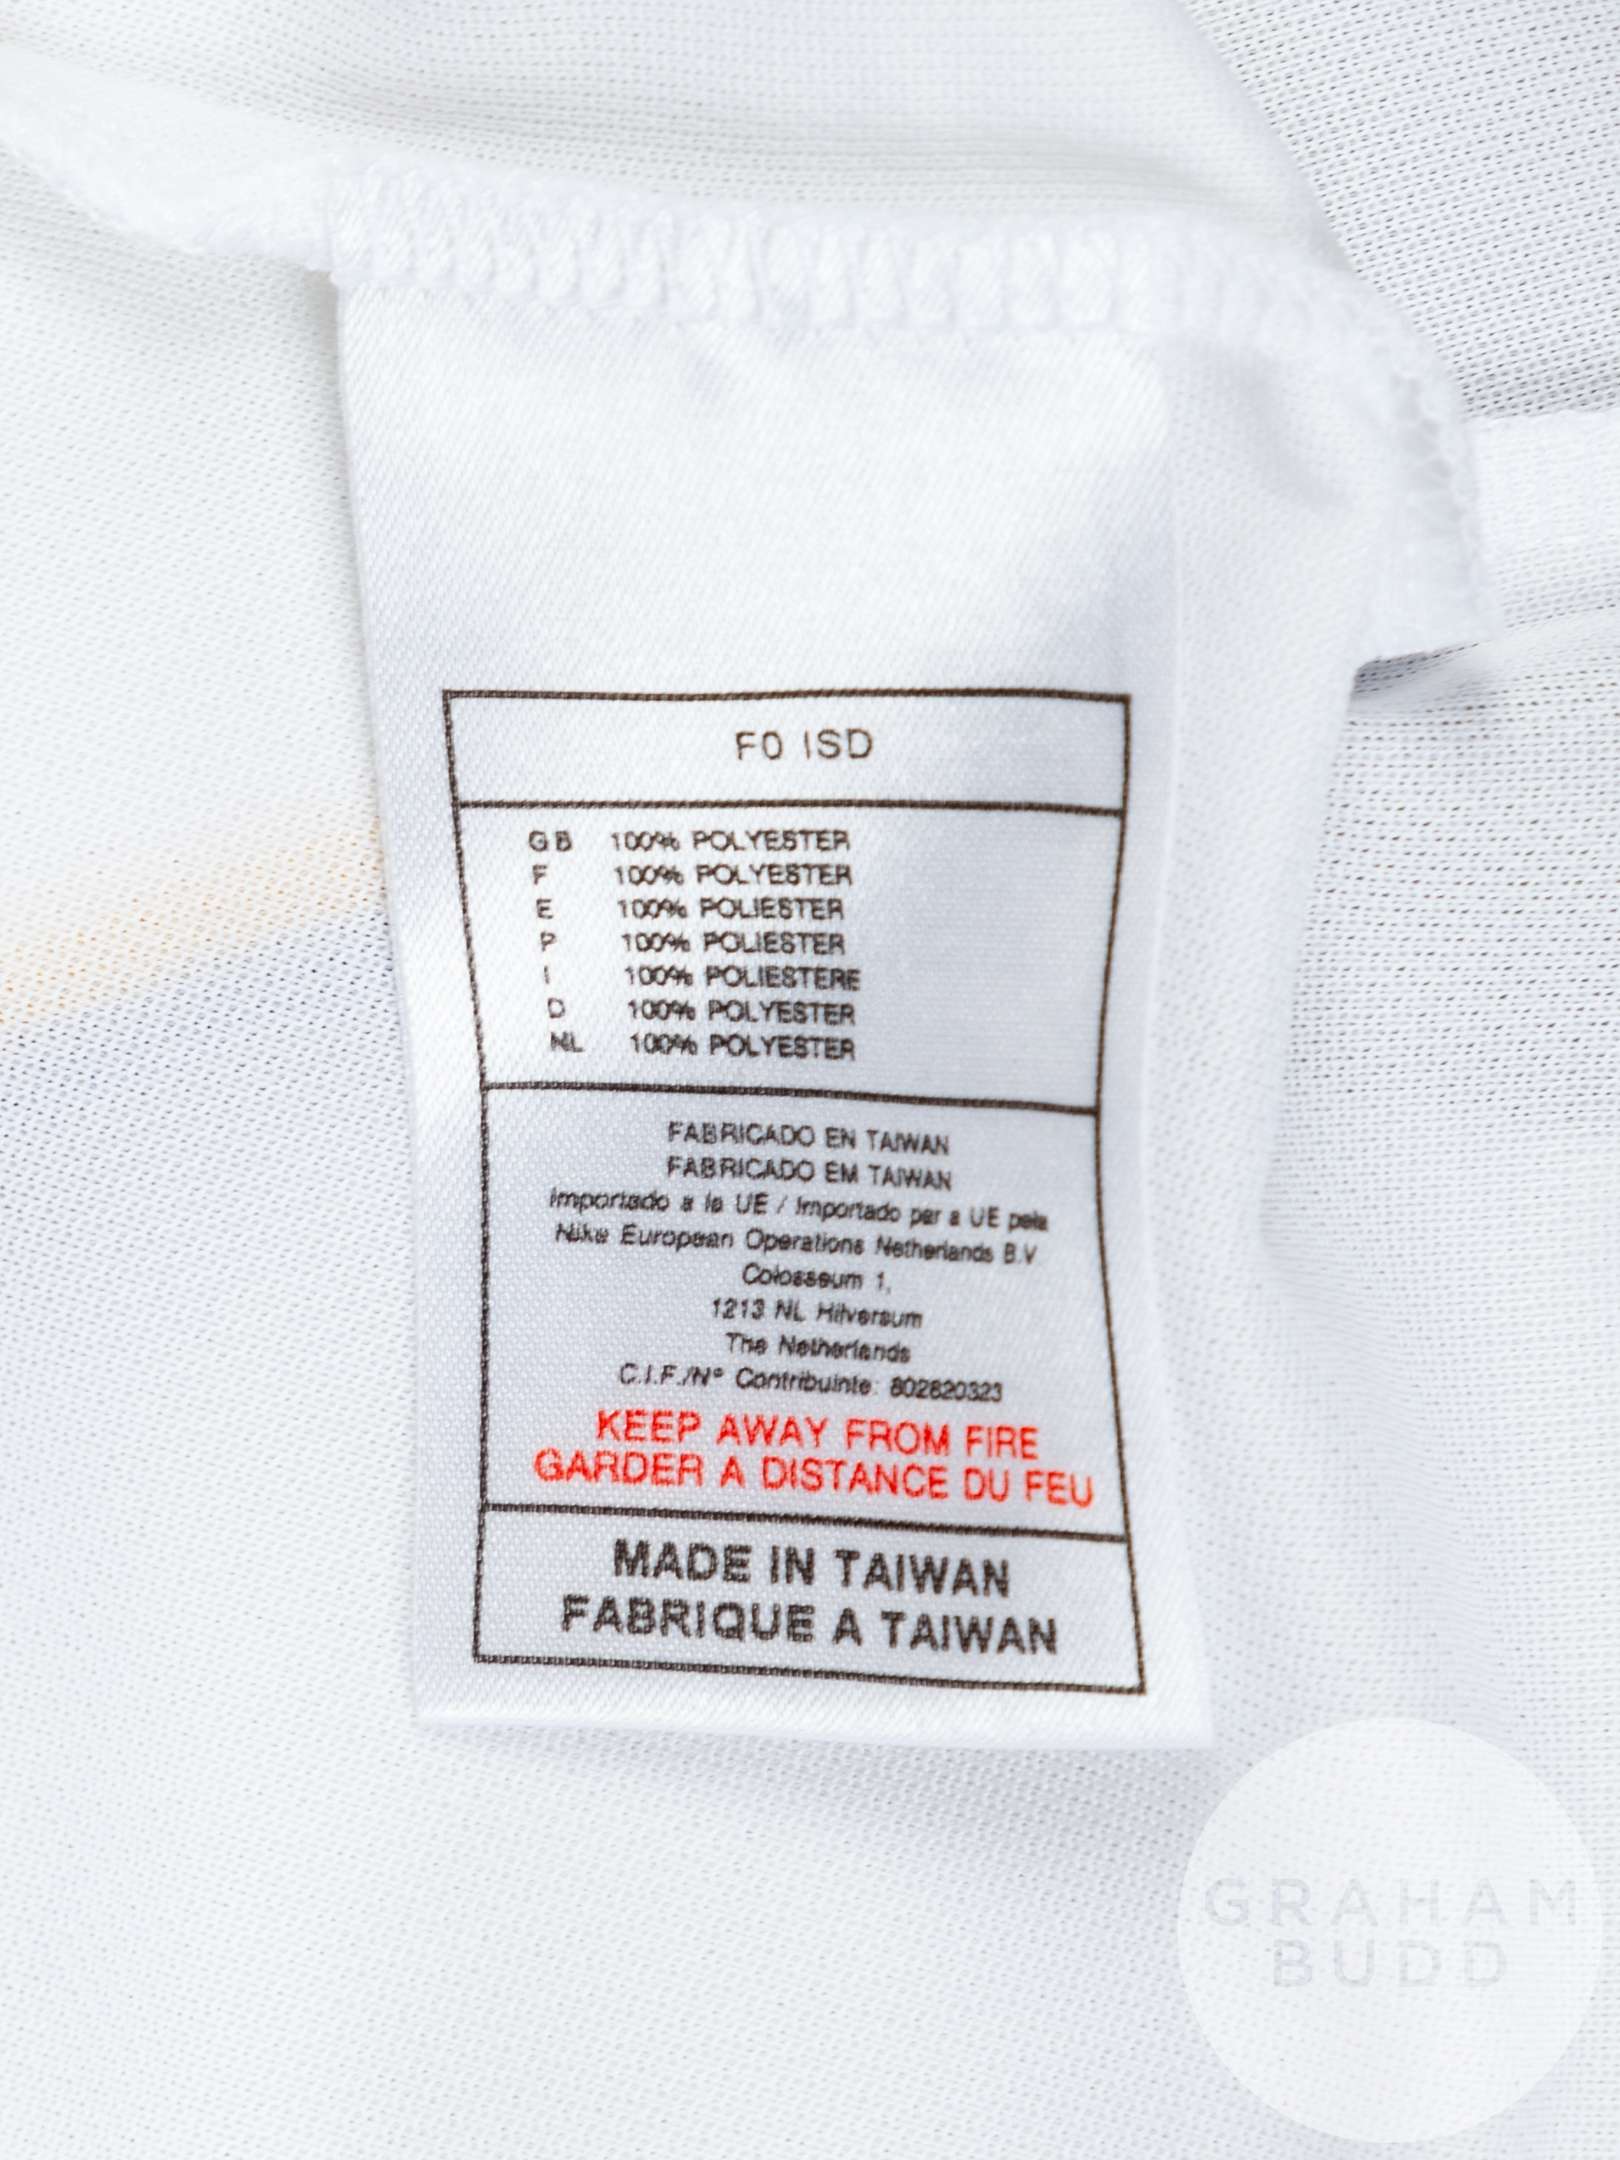 F0 ISD
GB 100% POLYESTER
F 100% POLYESTER
E 100% POLIESTER
P 100% POLIESTER
I 100% POLIESTERE
D 100% POLYESTER
NL 100% POLYESTER
FABRICADO EN TAIWAN
FABRICADO EM TAIWAN
Importado a la UE / Importado par a UE pela
Nike European Operations Netherlands B.V
Colosseum 1,
1213 NL Hilversum
The Netherlands
C.I.F./Nº Contribuinte: 802820323
KEEP AWAY FROM FIRE
GARDER A DISTANCE DU FEU
MADE IN TAIWAN
FABRIQUE A TAIWAN
GRAHAM
BUDD